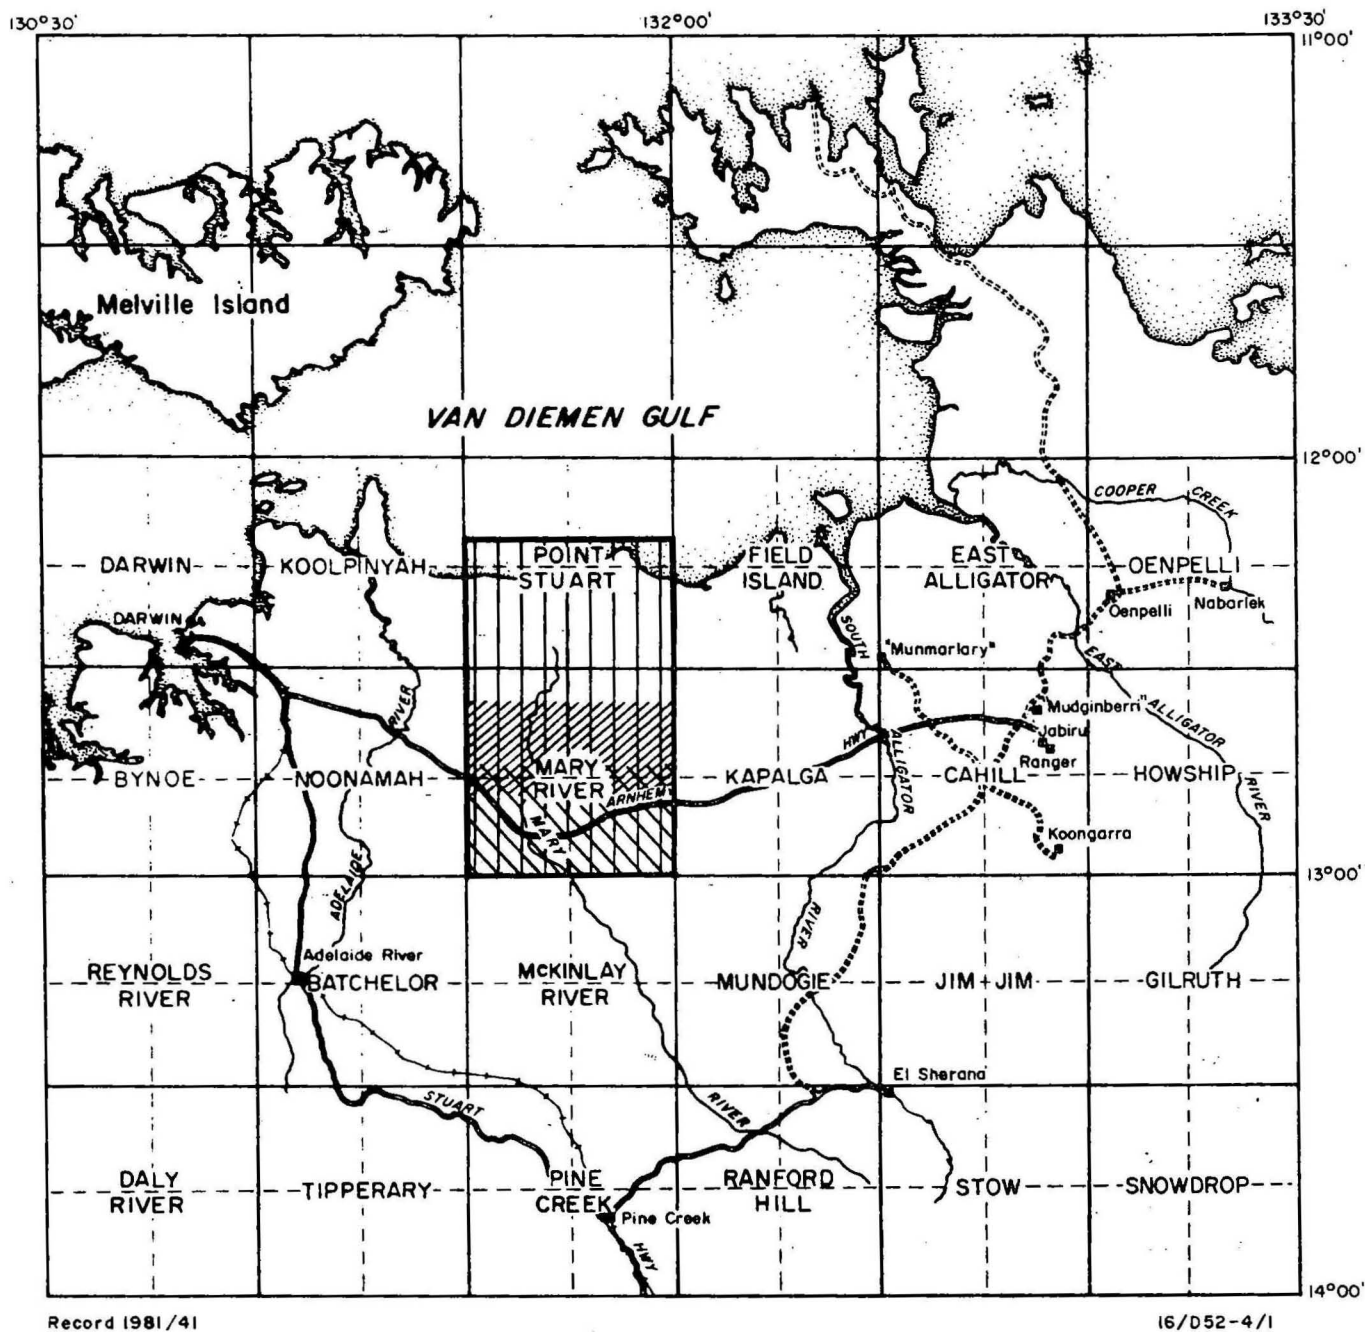 130°30'
132°00'
133°30'
11°00'
Melville Island
VAN DIEMEN GULF
12°00'
COOPER
CREEK
DARWIN
KOOLPINYAH
POINT
STUART
FIELD
ISLAND
EAST
ALLIGATOR
OENPELLI
Oenpelli
Nabarlek
DARWIN
SOUTH
"Munmarlary"
EAST
ALLIGATOR
RIVER
RIVER
Mudginberri"
Jabiru
Ranger
HWY
ALLIGATOR
BYNOE
NOONAMAH
MARY
RIVER
ARNHEM
KAPALGA
CAHILL
HOWSHIP
MARY
Koongarra
ADELAIDE
13°00'
RIVER
Adelaide River
REYNOLDS
RIVER
BATCHELOR
McKINLAY
RIVER
MUNDOGIE
JIM JIM
GILRUTH
El Sherana
STUART
RIVER
DALY
RIVER
TIPPERARY
PINE
CREEK
RANFORD
HILL
STOW
SNOWDROP
Pine Creek
HWY
14°00'
Record 1981/41
16/D52-4/1